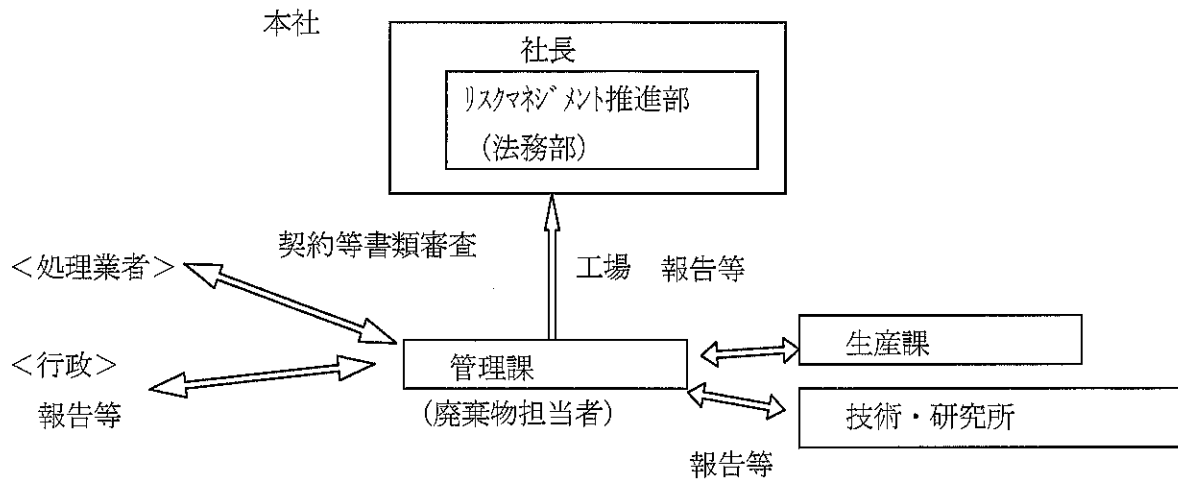 本社
社長
ﾘｽｸﾏﾈｼﾞﾒﾝﾄ推進部
(法務部)
契約等書類審査
＜処理業者＞
工場　報告等
生産課
＜行政＞
管理課
報告等
(廃棄物担当者)
技術・研究所
報告等